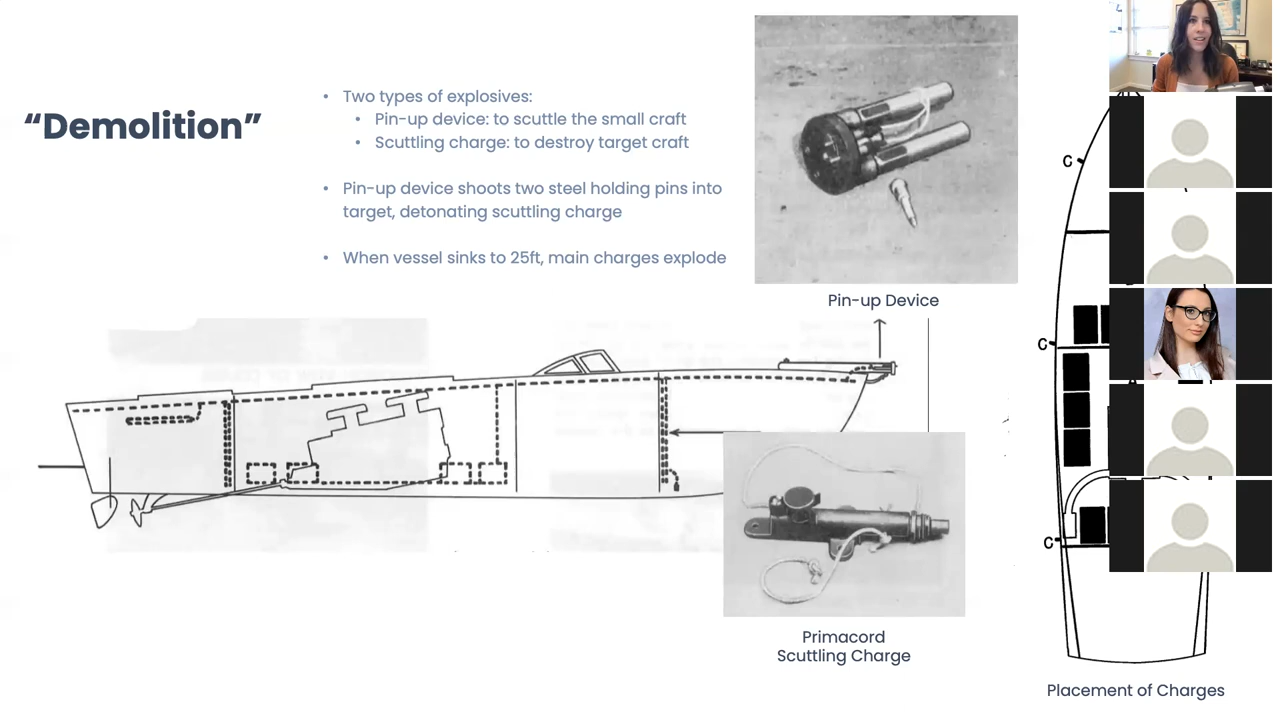 “Demolition”
• Two types of explosives:
• Pin-up device: to scuttle the small craft
• Scuttling charge: to destroy target craft
• Pin-up device shoots two steel holding pins into
target, detonating scuttling charge
• When vessel sinks to 25ft, main charges explode
Pin-up Device
C
C
C
Primacord
Scuttling Charge
Placement of Charges